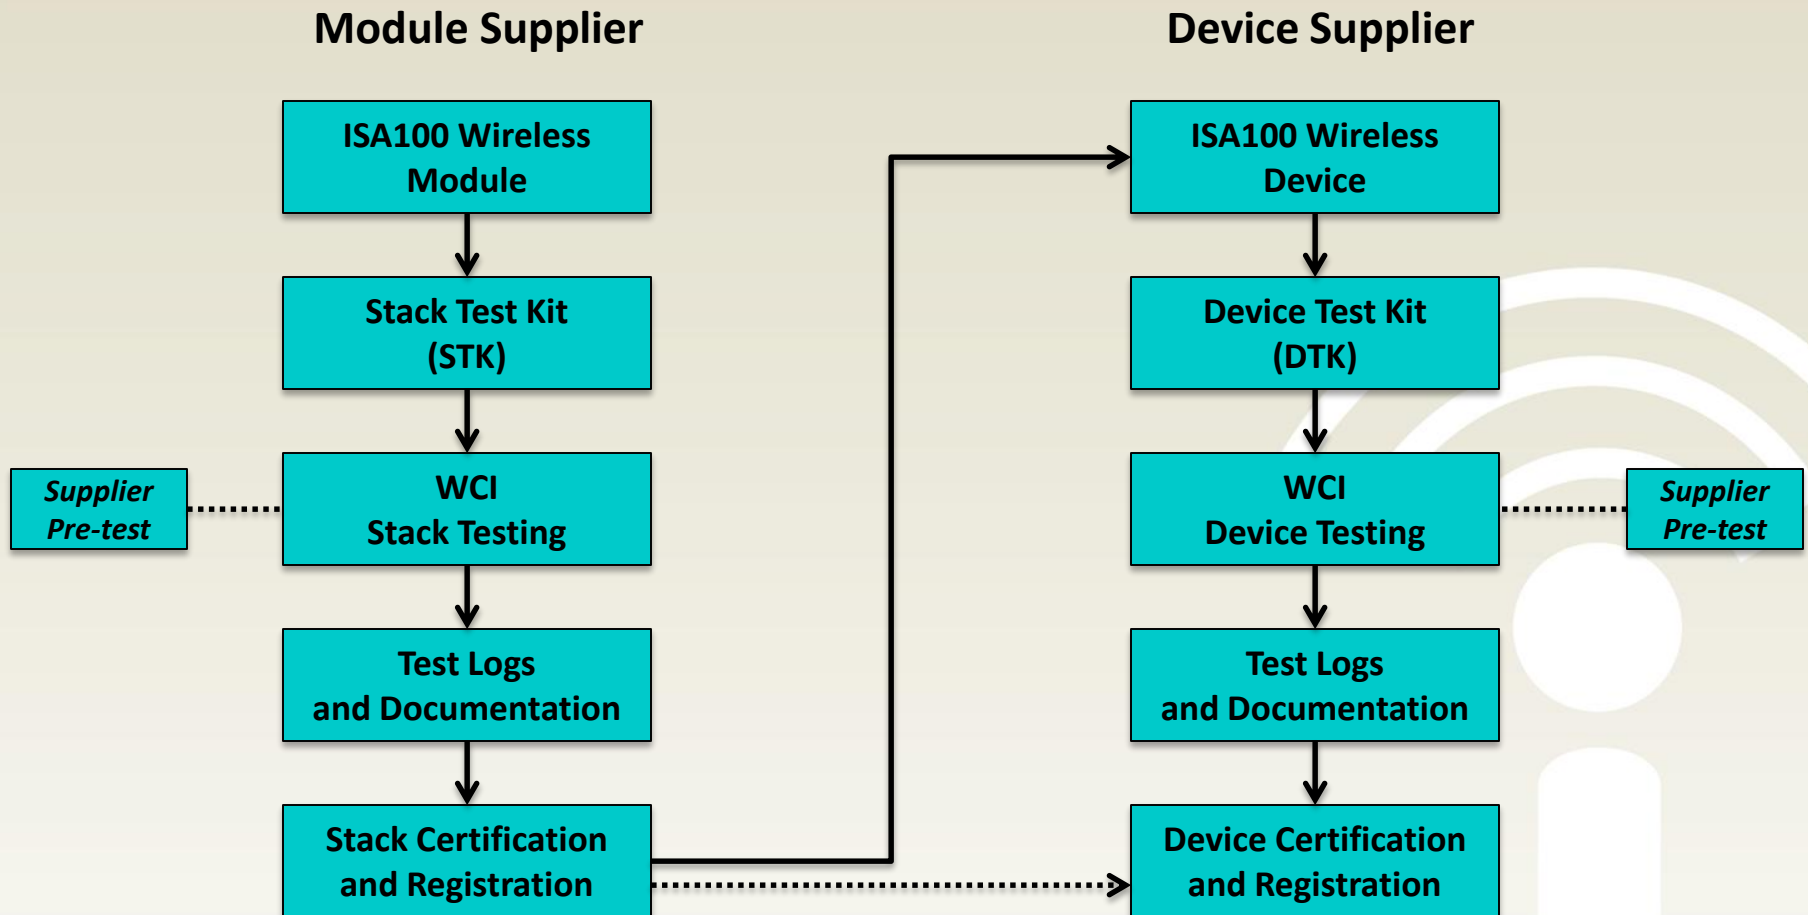 Module Supplier
Device Supplier
ISA100 Wireless
Module
ISA100 Wireless
Device
Stack Test Kit
(STK)
Device Test Kit
(DTK)
Supplier
Pre-test
WCI
Stack Testing
WCI
Device Testing
Supplier
Pre-test
Test Logs
and Documentation
Test Logs
and Documentation
Stack Certification
and Registration
Device Certification
and Registration